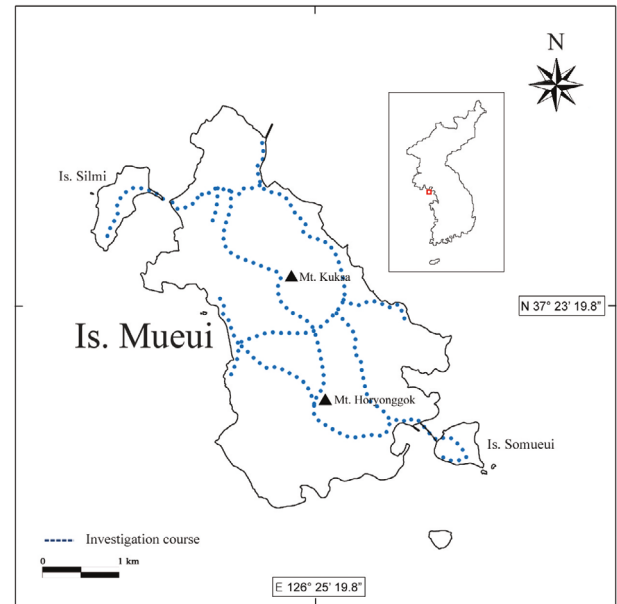 N
Is. Silmi
Mt. Kuksa
N 37° 23' 19.8"
Is. Mueui
Mt. Horyonggok
Is. Somueui
Investigation course
0 1 km
E 126° 25' 19.8"